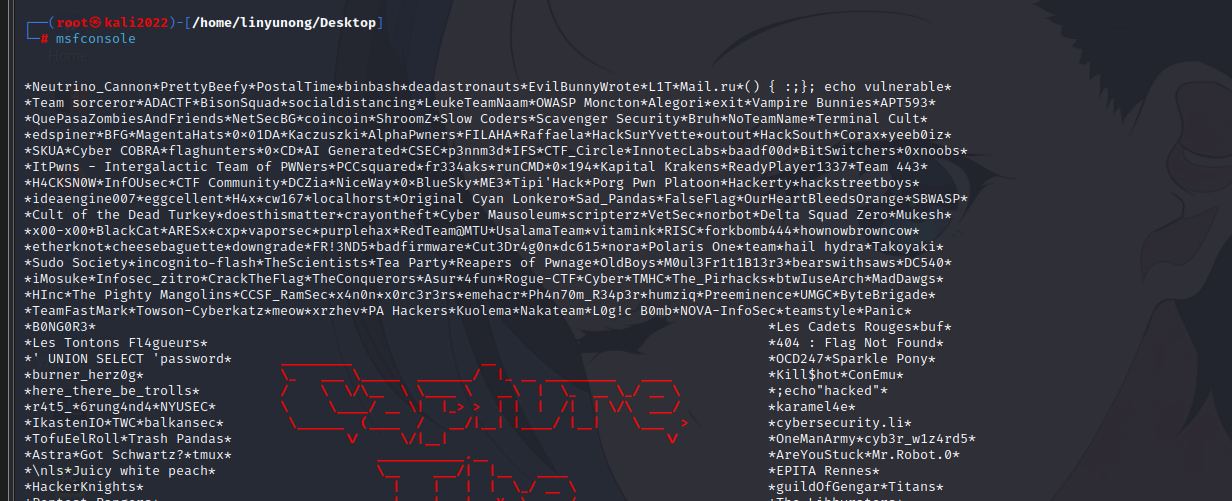 ┌──(root㉿kali2022)-[/home/linyunong/Desktop]
└─# msfconsole
*Neutrino_Cannon*PrettyBeefy*PostalTime*binbash*deadastronauts*EvilBunnyWrote*L1T*Mail.ru*() { :;}; echo vulnerable*
*Team sorceror*ADACTF*BisonSquad*socialdistancing*LeukeTeamNaam*OWASP Moncton*Alegori*exit*Vampire Bunnies*APT593*
*QuePasaZombiesAndFriends*NetSecBG*coincoin*ShroomZ*Slow Coders*Scavenger Security*Bruh*NoTeamName*Terminal Cult*
*edspiner*BFG*MagentaHats*0×01DA*Kaczuszki*AlphaPwners*FILAHA*Raffaela*HackSurYvette*outout*HackSouth*Corax*yeeb0iz*
*SKUA*Cyber COBRA*flaghunters*0×CD*AI Generated*CSEC*p3nnm3d*IFS*CTF_Circle*InnotecLabs*baadf00d*BitSwitchers*0xnoobs*
*ItPwns - Intergalactic Team of PWNers*PCCsquared*fr334aks*runCMD*0×194*Kapital Krakens*ReadyPlayer1337*Team 443*
*H4CKSN0W*InfOUsec*CTF Community*DCZia*NiceWay*0×BlueSky*ME3*Tipi'Hack*Porg Pwn Platoon*Hackerty*hackstreetboys*
*ideaengine007*eggcellent*H4x*cw167*localhorst*Original Cyan Lonkero*Sad_Pandas*FalseFlag*OurHeartBleedsOrange*SBWASP*
*Cult of the Dead Turkey*doesthismatter*crayontheft*Cyber Mausoleum*scripterz*VetSec*norbot*Delta Squad Zero*Mukesh*
*x00-x00*BlackCat*ARESx*cxp*vaporsec*purplehax*RedTeam@MTU*UsalamaTeam*vitamink*RISC*forkbomb444*hownowbrowncow*
*etherknot*cheesebaguette*downgrade*FR!3ND5*badfirmware*Cut3Dr4g0n*dc615*nora*Polaris One*team*hail hydra*Takoyaki*
*Sudo Society*incognito-flash*TheScientists*Tea Party*Reapers of Pwnage*OldBoys*M0ul3Fr1t1B13r3*bearswithsaws*DC540*
*iMosuke*Infosec_zitro*CrackTheFlag*TheConquerors*Asur*4fun*Rogue-CTF*Cyber*TMHC*The_Pirhacks*btwIuseArch*MadDawgs*
*HInc*The Pighty Mangolins*CCSF_RamSec*x4n0n*x0rc3r3rs*emehacr*Ph4n70m_R34p3r*humziq*Preeminence*UMGC*ByteBrigade*
*TeamFastMark*Towson-Cyberkatz*meow*xrzhev*PA Hackers*Kuolema*Nakateam*L0g!c B0mb*NOVA-InfoSec*teamstyle*Panic*
*B0NG0R3* *Les Cadets Rouges*buf*
*Les Tontons Fl4gueurs* *404 : Flag Not Found*
*' UNION SELECT 'password* *OCD247*Sparkle Pony*
*burner_herz0g* *Kill$hot*ConEmu*
*here_there_be_trolls* *;echo"hacked"*
*r4t5_*6rung4nd4*NYUSEC* *karamel4e*
*IkastenIO*TWC*balkansec* *cybersecurity.li*
*TofuEelRoll*Trash Pandas* *OneManArmy*cyb3r_w1z4rd5*
*Astra*Got Schwartz?*tmux* *AreYouStuck*Mr.Robot.0*
*\nls*Juicy white peach* *EPITA Rennes*
*HackerKnights* *guildOfGengar*Titans*
Capture
The